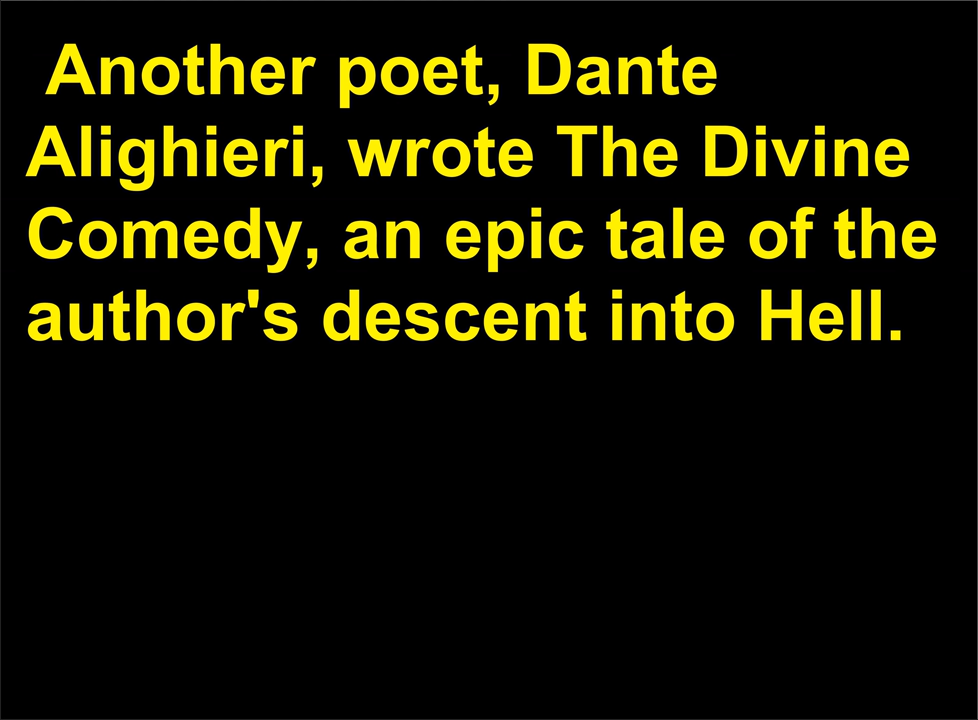 Another poet, Dante
Alighieri, wrote The Divine
Comedy, an epic tale of the
author's descent into Hell.